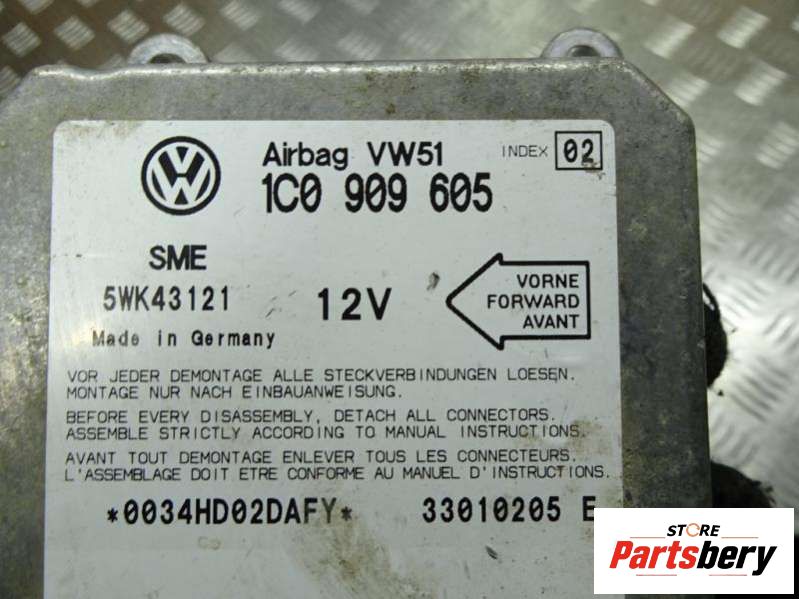 Airbag VW51
INDEX 02
1C0 909 605
SME
5WK43121
12V
VORNE
FORWARD
AVANT
Made in Germany
VOR JEDER DEMONTAGE ALLE STECKVERBINDUNGEN LOESEN.
MONTAGE NUR NACH EINBAUANWEISUNG.
BEFORE EVERY DISASSEMBLY, DETACH ALL CONNECTORS.
ASSEMBLE STRICTLY ACCORDING TO MANUAL INSTRUCTIONS.
AVANT TOUT DEMONTAGE ENLEVER TOUS LES CONNECTEURS.
L'ASSEMBLAGE DOIT ETRE CONFORME AU MANUEL D'INSTRUCTIONS.
*0034HD02DAFY* 33010205 E
STORE
Partsbery